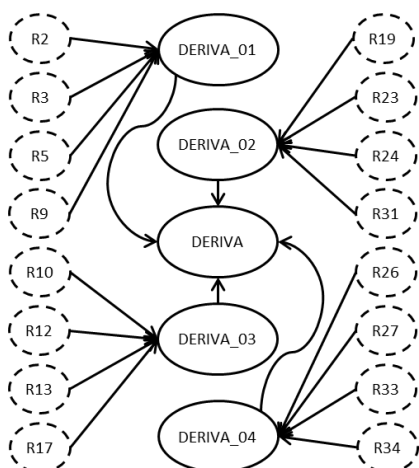 R2
R3
R5
R9
R10
R12
R13
R17
DERIVA_01
DERIVA_02
DERIVA
DERIVA_03
DERIVA_04
R19
R23
R24
R31
R26
R27
R33
R34